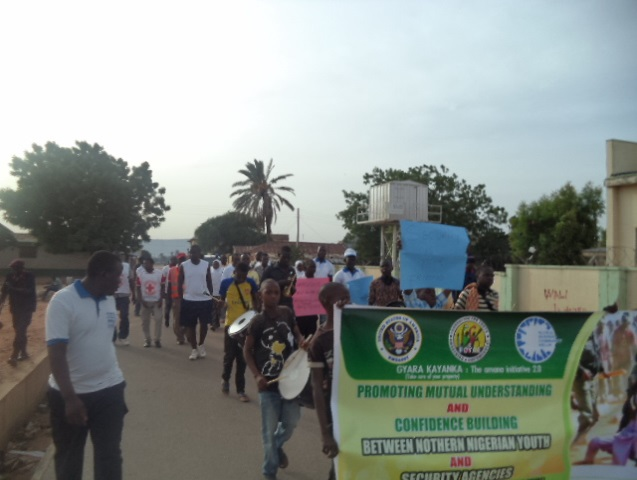 GYARA KAYANKA : The amana initiative 2.0
(Take care of your property)
PROMOTING MUTUAL UNDERSTANDING
AND
CONFIDENCE BUILDING
BETWEEN NOTHERN NIGERIAN YOUTH
AND
SECURITY AGENCIES